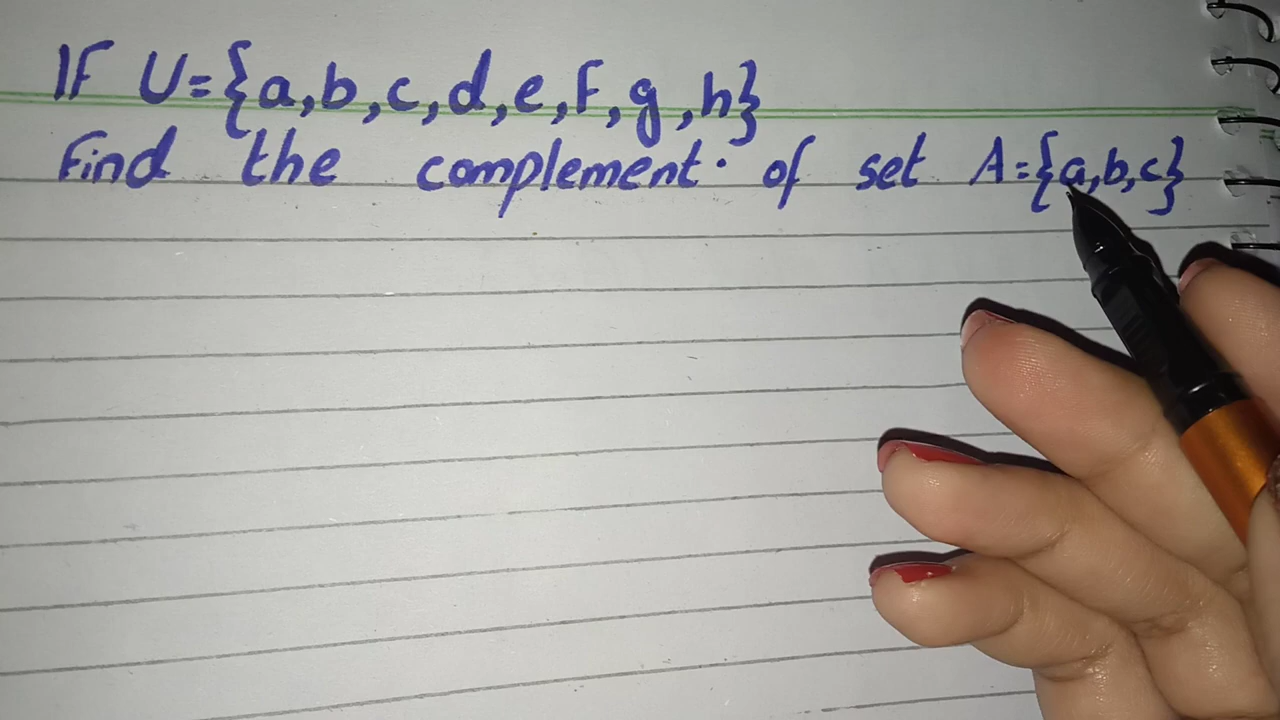 IF U={a,b,c,d,e,f,g,h}
Find the complement. of set A={a,b,c}